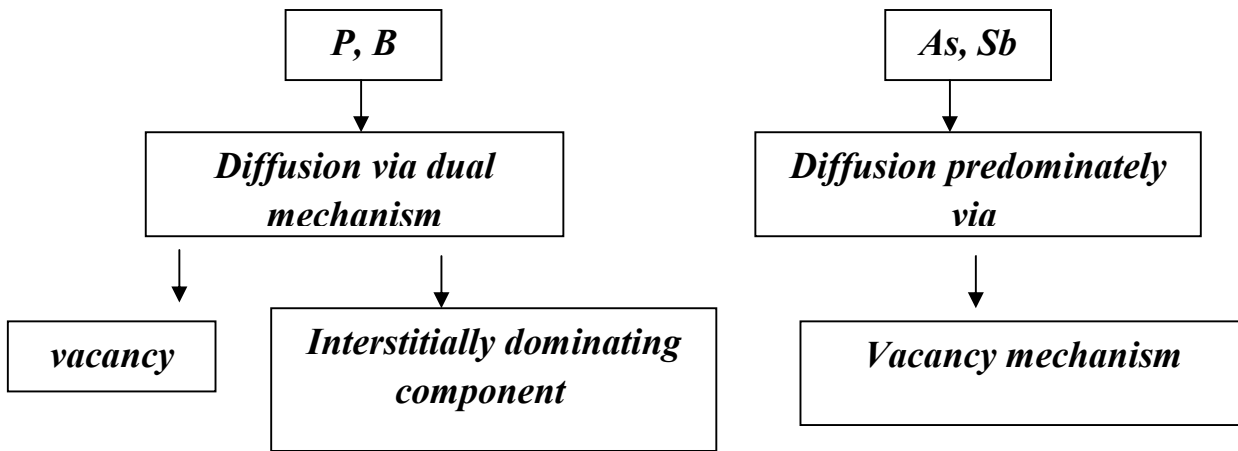 P, B
As, Sb
Diffusion via dual
mechanism
Diffusion predominately
via
vacancy
Interstitially dominating
component
Vacancy mechanism